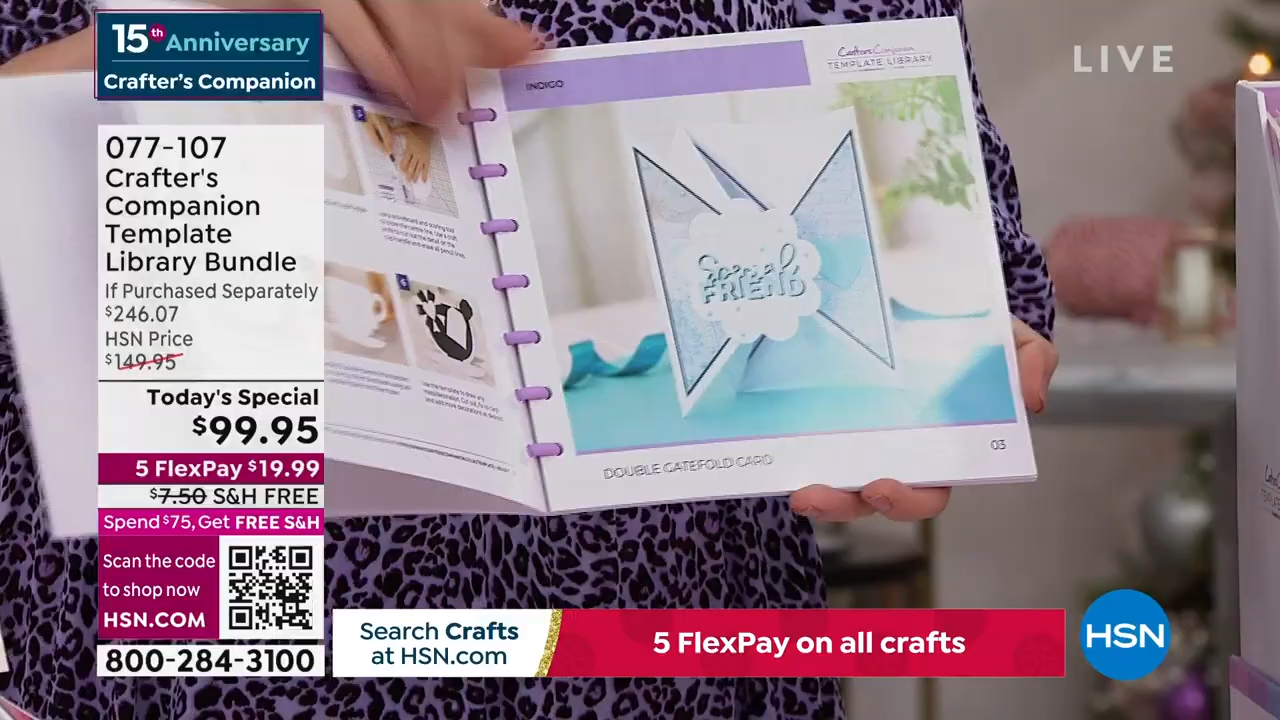 15th Anniversary
Crafter's Companion
077-107
Crafter's
Companion
Template
Library Bundle
If Purchased Separately
$246.07
HSN Price
$149.95
Today's Special
$99.95
5 FlexPay $19.99
$7.50 S&H FREE
Spend $75, Get FREE S&H
Scan the code
to shop now
HSN.COM
800-284-3100
INDIGO
Crafter's Companion
TEMPLATE LIBRARY
Special
FRIEND
DOUBLE GATEFOLD CARD
03
LIVE
Search Crafts
at HSN.com
5 FlexPay on all crafts
HSN